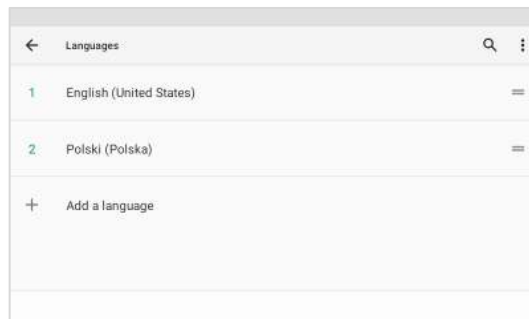 Languages
1 English (United States)
2 Polski (Polska)
Add a language